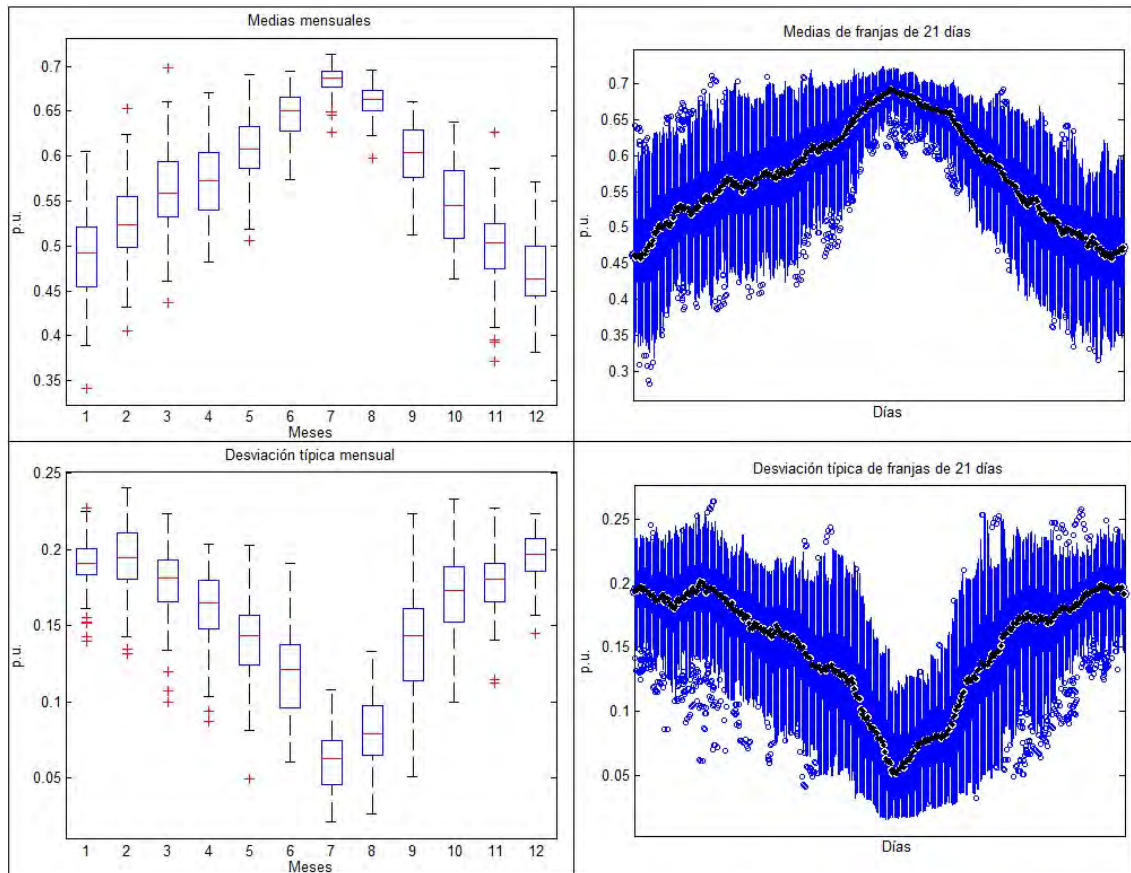 Medias mensuales
p.u.
0.7
0.65
0.6
0.55
0.5
0.45
0.4
0.35
1 2 3 4 5 6 7 8 9 10 11 12
Meses
Medias de franjas de 21 días
p.u.
0.7
0.65
0.6
0.55
0.5
0.45
0.4
0.35
0.3
Días
Desviación típica mensual
p.u.
0.25
0.2
0.15
0.1
0.05
1 2 3 4 5 6 7 8 9 10 11 12
Meses
Desviación típica de franjas de 21 días
p.u.
0.25
0.2
0.15
0.1
0.05
Días